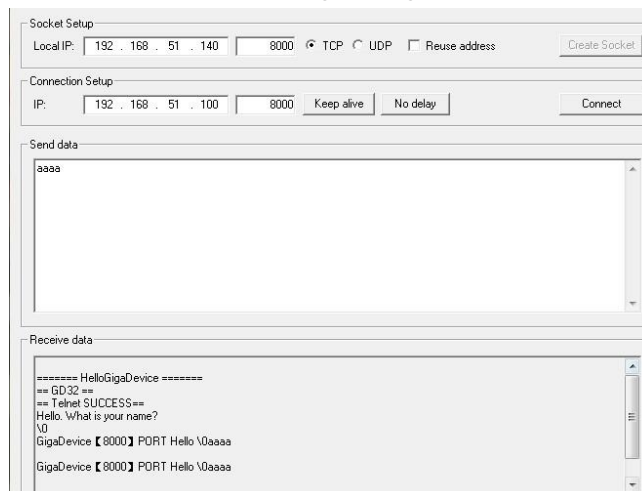 Socket Setup
Local IP: 192 . 168 . 51 . 140 8000 TCP UDP Reuse address Create Socket
Connection Setup
IP: 192 . 168 . 51 . 100 8000 Keep alive No delay Connect
Send data
aaaa
Receive data
======= HelloGigaDevice =======
== GD32 ==
== Telnet SUCCESS==
Hello. What is your name?
\0
GigaDevice【8000】PORT Hello \0aaaa
GigaDevice【8000】PORT Hello \0aaaa